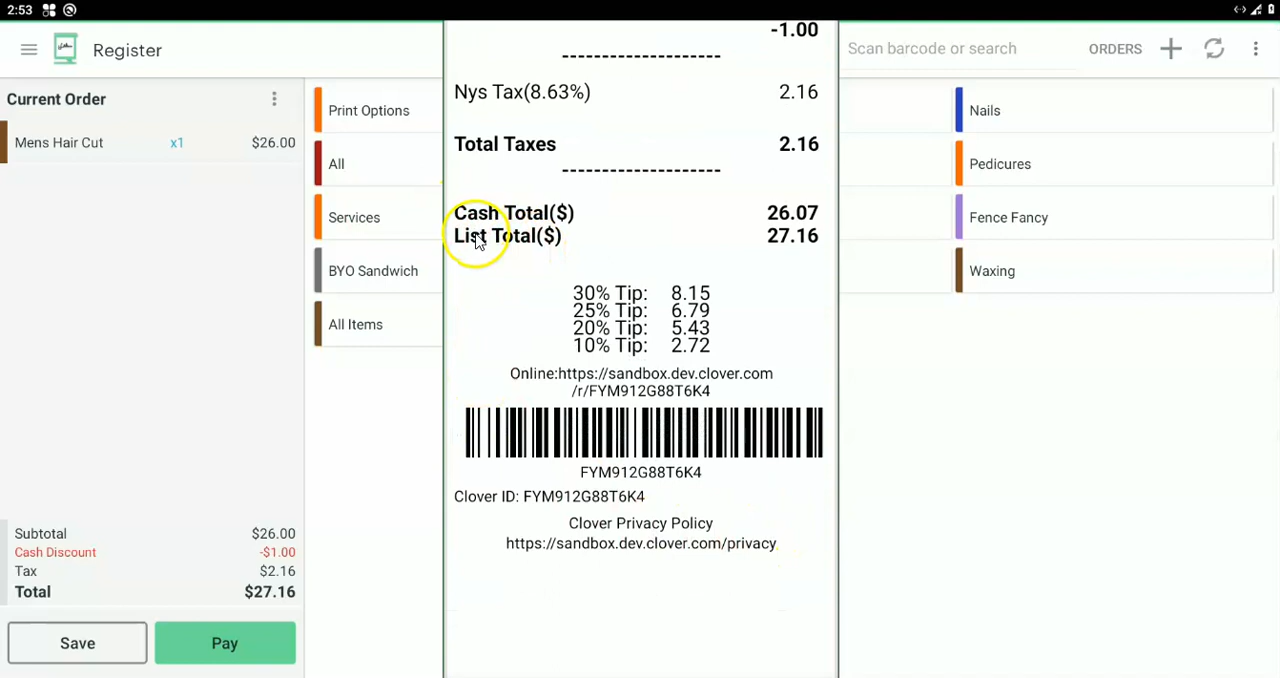 2:53
Register
Scan barcode or search
ORDERS
Current Order
Mens Hair Cut x1 $26.00
Subtotal $26.00
Cash Discount -$1.00
Tax $2.16
Total $27.16
Save
Pay
Print Options
All
Services
BYO Sandwich
All Items
-1.00
--------------------
Nys Tax(8.63%) 2.16
Total Taxes 2.16
--------------------
Cash Total($) 26.07
List Total($) 27.16
30% Tip: 8.15
25% Tip: 6.79
20% Tip: 5.43
10% Tip: 2.72
Online:https://sandbox.dev.clover.com
/r/FYM912G88T6K4
FYM912G88T6K4
Clover ID: FYM912G88T6K4
Clover Privacy Policy
https://sandbox.dev.clover.com/privacy
Nails
Pedicures
Fence Fancy
Waxing